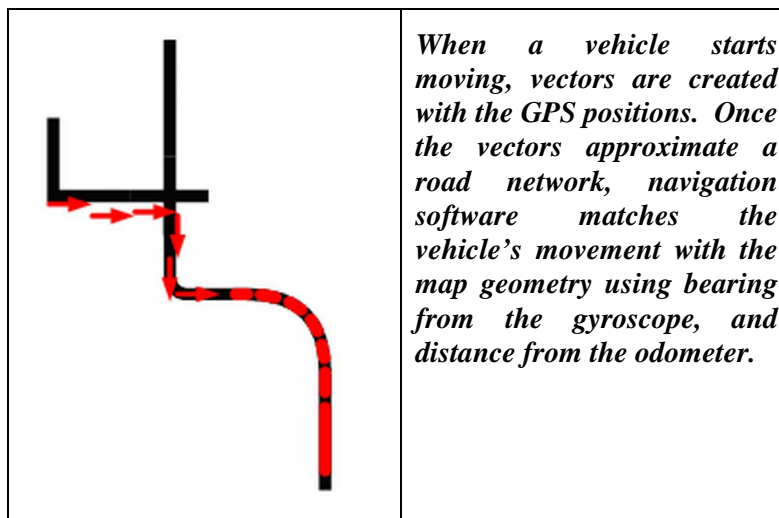 When a vehicle starts
moving, vectors are created
with the GPS positions. Once
the vectors approximate a
road network, navigation
software matches the
vehicle's movement with the
map geometry using bearing
from the gyroscope, and
distance from the odometer.